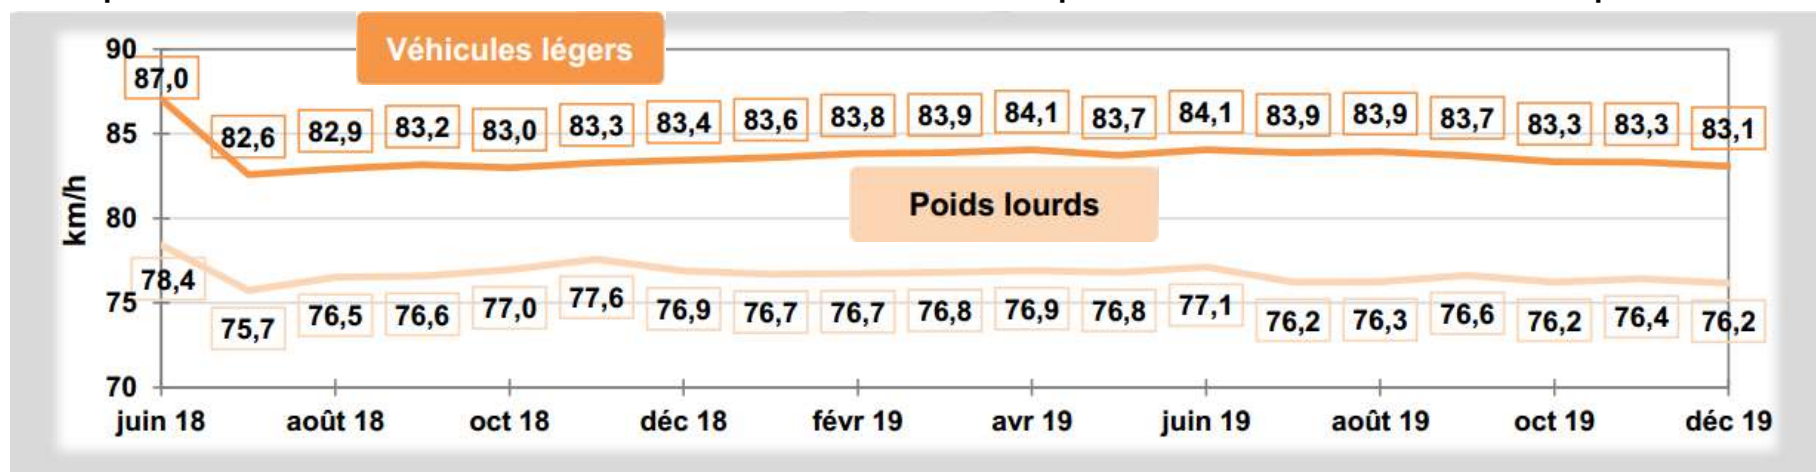 Véhicules légers
90
87,0
82,6 82,9 83,2 83,0 83,3 83,4 83,6 83,8 83,9 84,1 83,7 84,1 83,9 83,9 83,7 83,3 83,3 83,1
85
km/h
80
Poids lourds
78,4
75
75,7 76,5 76,6 77,0 77,6 76,9 76,7 76,7 76,8 76,9 76,8 77,1 76,2 76,3 76,6 76,2 76,4 76,2
70
juin 18 août 18 oct 18 déc 18 févr 19 avr 19 juin 19 août 19 oct 19 déc 19